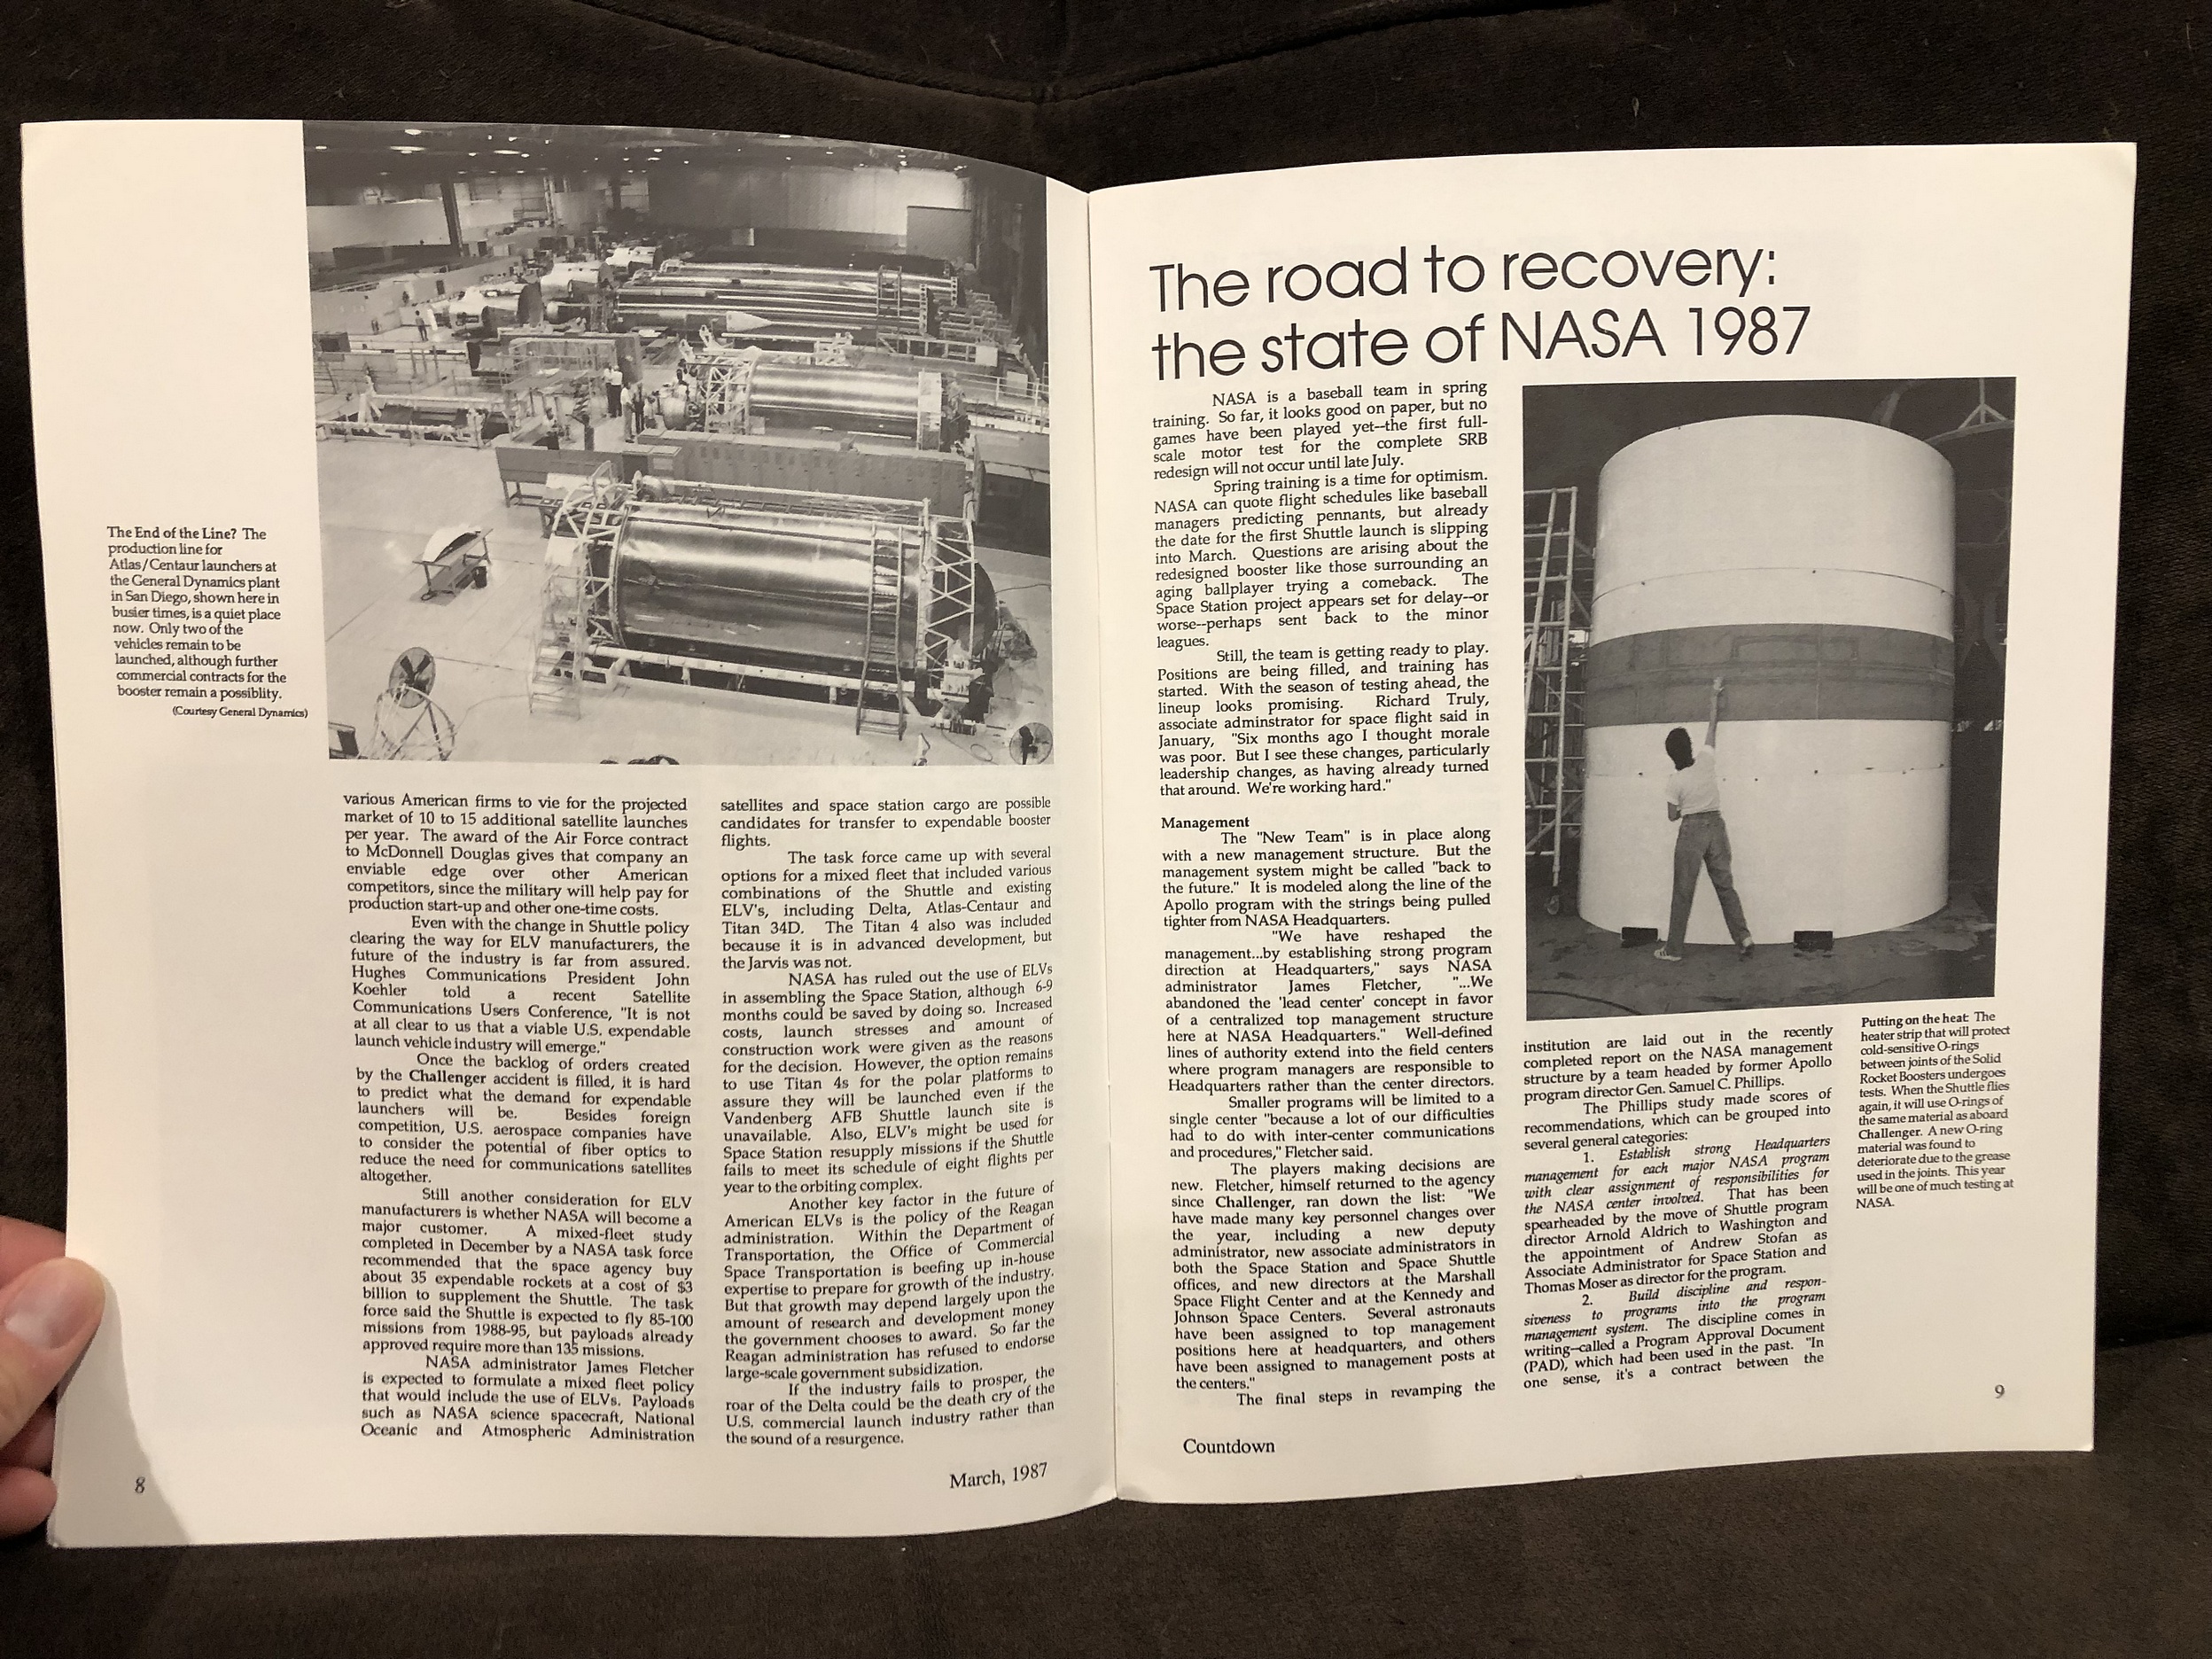 The End of the Line? The
production line for
Atlas/Centaur launchers at
the General Dynamics plant
in San Diego, shown here in
busier times, is a quiet place
now. Only two of the
vehicles remain to be
launched, although further
commercial contracts for the
booster remain a possiblity.
(Courtesy General Dynamics)
various American firms to vie for the projected
market of 10 to 15 additional satellite launches
per year. The award of the Air Force contract
to McDonnell Douglas gives that company an
enviable edge over other American
competitors, since the military will help pay for
production start-up and other one-time costs.
Even with the change in Shuttle policy
clearing the way for ELV manufacturers, the
future of the industry is far from assured.
Hughes Communications President John
Koehler told a recent Satellite
Communications Users Conference, "It is not
at all clear to us that a viable U.S. expendable
launch vehicle industry will emerge."
Once the backlog of orders created
by the Challenger accident is filled, it is hard
to predict what the demand for expendable
launchers will be. Besides foreign
competition, U.S. aerospace companies have
to consider the potential of fiber optics to
reduce the need for communications satellites
altogether.
Still another consideration for ELV
manufacturers is whether NASA will become a
major customer. A mixed-fleet study
completed in December by a NASA task force
recommended that the space agency buy
about 35 expendable rockets at a cost of $3
billion to supplement the Shuttle. The task
force said the Shuttle is expected to fly 85-100
missions from 1988-95, but payloads already
approved require more than 135 missions.
NASA administrator James Fletcher
is expected to formulate a mixed fleet policy
that would include the use of ELVs. Payloads
such as NASA science spacecraft, National
Oceanic and Atmospheric Administration
satellites and space station cargo are possible
candidates for transfer to expendable booster
flights.
The task force came up with several
options for a mixed fleet that included various
combinations of the Shuttle and existing
ELV's, including Delta, Atlas-Centaur and
Titan 34D. The Titan 4 also was included
because it is in advanced development, but
the Jarvis was not.
NASA has ruled out the use of ELVs
in assembling the Space Station, although 6-9
months could be saved by doing so. Increased
costs, launch stresses and amount of
construction work were given as the reasons
for the decision. However, the option remains
to use Titan 4s for the polar platforms to
assure they will be launched even if the
Vandenberg AFB Shuttle launch site is
unavailable. Also, ELV's might be used for
Space Station resupply missions if the Shuttle
fails to meet its schedule of eight flights per
year to the orbiting complex.
Another key factor in the future of
American ELVs is the policy of the Reagan
administration. Within the Department of
Transportation, the Office of Commercial
Space Transportation is beefing up in-house
expertise to prepare for growth of the industry.
But that growth may depend largely upon the
amount of research and development money
the government chooses to award. So far the
Reagan administration has refused to endorse
large-scale government subsidization.
If the industry fails to prosper, the
roar of the Delta could be the death cry of the
U.S. commercial launch industry rather than
the sound of a resurgence.
8
March, 1987
The road to recovery:
the state of NASA 1987
NASA is a baseball team in spring
training. So far, it looks good on paper, but no
games have been played yet--the first full-
scale motor test for the complete SRB
redesign will not occur until late July.
Spring training is a time for optimism.
NASA can quote flight schedules like baseball
managers predicting pennants, but already
the date for the first Shuttle launch is slipping
into March. Questions are arising about the
redesigned booster like those surrounding an
aging ballplayer trying a comeback. The
Space Station project appears set for delay--or
worse--perhaps sent back to the minor
leagues.
Still, the team is getting ready to play.
Positions are being filled, and training has
started. With the season of testing ahead, the
lineup looks promising. Richard Truly,
associate adminstrator for space flight said in
January, "Six months ago I thought morale
was poor. But I see these changes, particularly
leadership changes, as having already turned
that around. We're working hard."
Management
The "New Team" is in place along
with a new management structure. But the
management system might be called "back to
the future." It is modeled along the line of the
Apollo program with the strings being pulled
tighter from NASA Headquarters.
"We have reshaped the
management...by establishing strong program
direction at Headquarters," says NASA
administrator James Fletcher, "...We
abandoned the 'lead center' concept in favor
of a centralized top management structure
here at NASA Headquarters." Well-defined
lines of authority extend into the field centers
where program managers are responsible to
Headquarters rather than the center directors.
Smaller programs will be limited to a
single center "because a lot of our difficulties
had to do with inter-center communications
and procedures," Fletcher said.
The players making decisions are
new. Fletcher, himself returned to the agency
since Challenger, ran down the list: "We
have made many key personnel changes over
the year, including a new deputy
administrator, new associate administrators in
both the Space Station and Space Shuttle
offices, and new directors at the Marshall
Space Flight Center and at the Kennedy and
Johnson Space Centers. Several astronauts
have been assigned to top management
positions here at headquarters, and others
have been assigned to management posts at
the centers."
The final steps in revamping the
institution are laid out in the recently
completed report on the NASA management
structure by a team headed by former Apollo
program director Gen. Samuel C. Phillips.
The Phillips study made scores of
recommendations, which can be grouped into
several general categories:
1. Establish strong Headquarters
management for each major NASA program
with clear assignment of responsibilities for
the NASA center involved. That has been
spearheaded by the move of Shuttle program
director Arnold Aldrich to Washington and
the appointment of Andrew Stofan as
Associate Administrator for Space Station and
Thomas Moser as director for the program.
2. Build discipline and respon-
siveness to programs into the program
management system. The discipline comes in
writing--called a Program Approval Document
(PAD), which had been used in the past. "In
one sense, it's a contract between the
Putting on the heat: The
heater strip that will protect
cold-sensitive O-rings
between joints of the Solid
Rocket Boosters undergoes
tests. When the Shuttle flies
again, it will use O-rings of
the same material as aboard
Challenger. A new O-ring
material was found to
deteriorate due to the grease
used in the joints. This year
will be one of much testing at
NASA.
Countdown
9